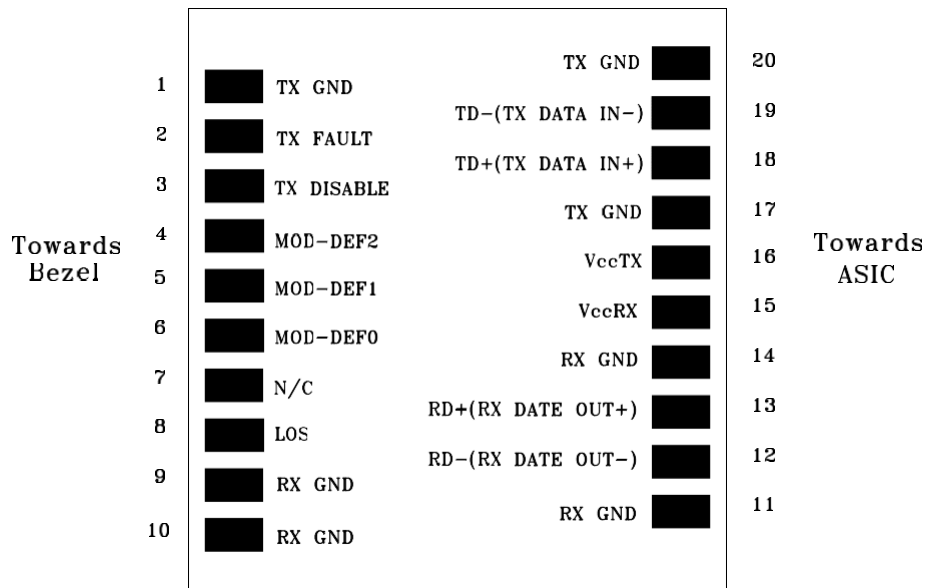 Towards
Bezel
1 TX GND
2 TX FAULT
3 TX DISABLE
4 MOD-DEF2
5 MOD-DEF1
6 MOD-DEF0
7 N/C
8 LOS
9 RX GND
10 RX GND
TX GND 20
TD-(TX DATA IN-) 19
TD+(TX DATA IN+) 18
TX GND 17
VccTX 16
VccRX 15
RX GND 14
RD+(RX DATE OUT+) 13
RD-(RX DATE OUT-) 12
RX GND 11
Towards
ASIC